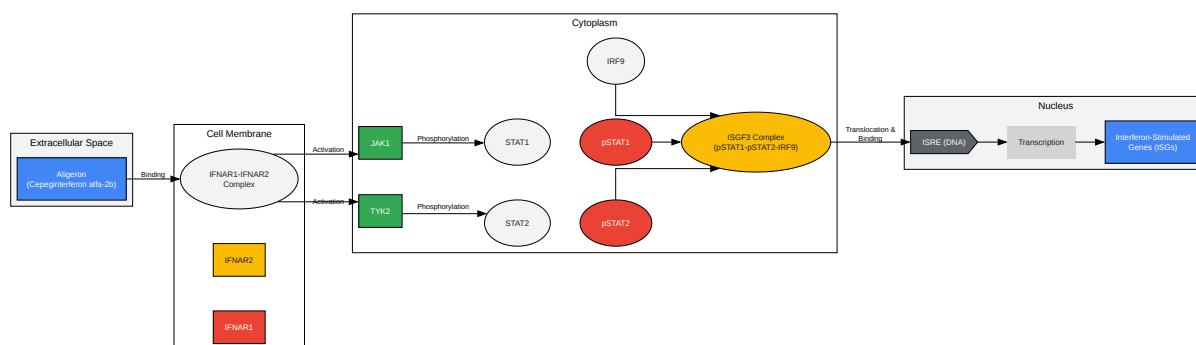 Extracellular Space
Aligeron
(Cepeginterferon alfa-2b)
Binding
Cell Membrane
IFNAR1-IFNAR2
Complex
IFNAR2
IFNAR1
Activation
Activation
Cytoplasm
JAK1
TYK2
Phosphorylation
Phosphorylation
STAT1
STAT2
IRF9
pSTAT1
pSTAT2
ISGF3 Complex
(pSTAT1-pSTAT2-IRF9)
Translocation &
Binding
Nucleus
ISRE (DNA)
Transcription
Interferon-Stimulated
Genes (ISGs)